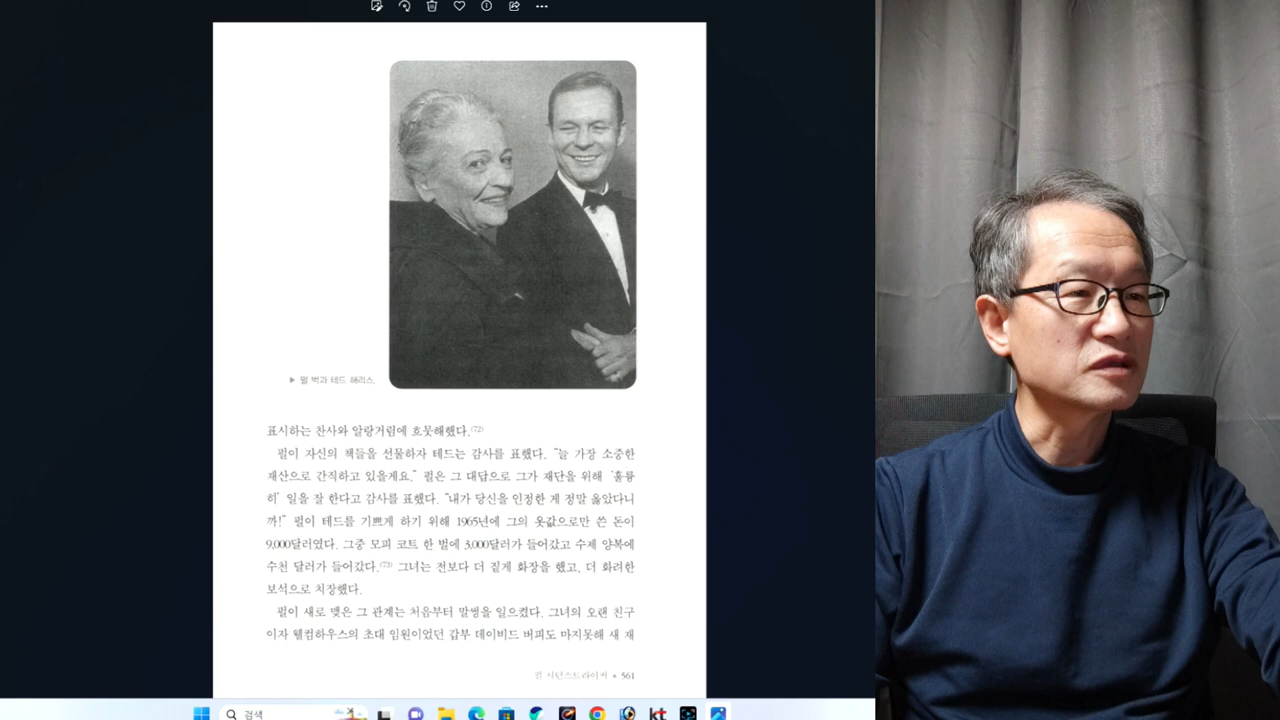 ▶ 펄 벅과 테드 해리스.
표시하는 찬사와 알랑거림에 흐뭇해했다.(72)
펄이 자신의 책들을 선물하자 테드는 감사를 표했다. “늘 가장 소중한
재산으로 간직하고 있을게요.” 펄은 그 대답으로 그가 재단을 위해 ‘훌륭
히’ 일을 잘 한다고 감사를 표했다. “내가 당신을 인정한 게 정말 옳았다니
까!” 펄이 테드를 기쁘게 하기 위해 1965년에 그의 옷값으로만 쓴 돈이
9,000달러였다. 그중 모피 코트 한 벌에 3,000달러가 들어갔고 수제 양복에
수천 달러가 들어갔다.(73) 그녀는 전보다 더 짙게 화장을 했고, 더 화려한
보석으로 치장했다.
펄이 새로 맺은 그 관계는 처음부터 말썽을 일으켰다. 그녀의 오랜 친구
이자 웰컴하우스의 초대 임원이었던 갑부 데이비드 버피도 마지못해 새 재
펄 시던스트라이커 • 561
검색
kt